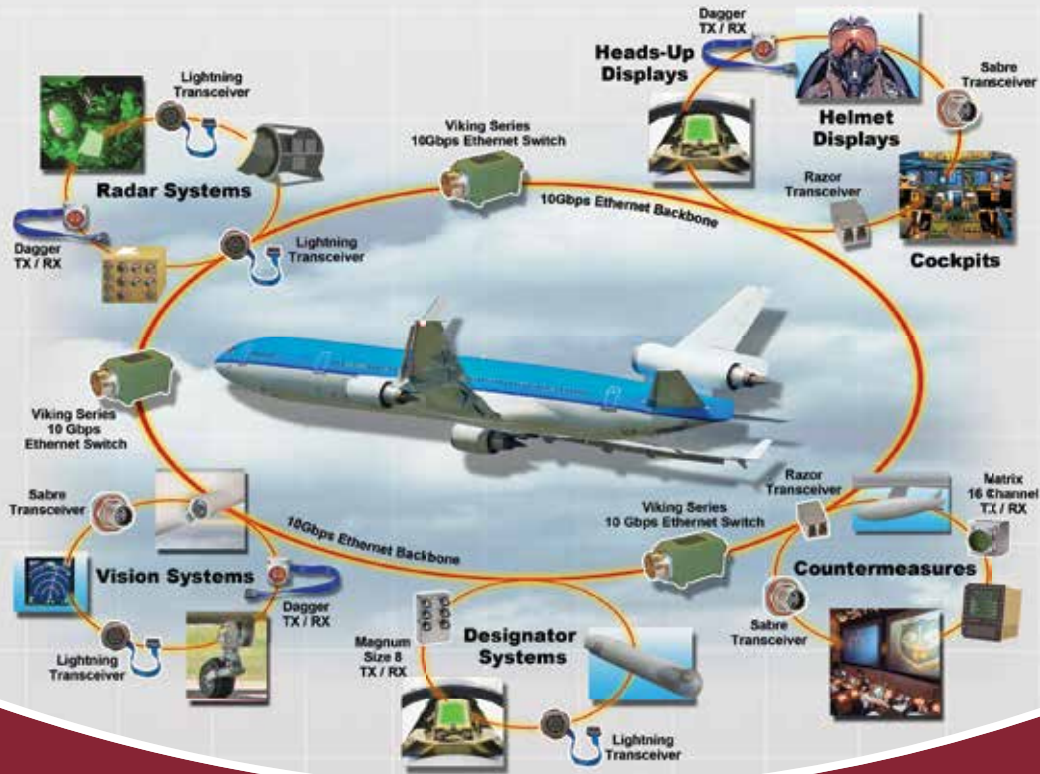 Dagger
TX / RX
Heads-Up
Displays
Sabre
Transceiver
Helmet
Displays
Lightning
Transceiver
Viking Series
10Gbps Ethernet Switch
Radar Systems
Razor
Transceiver
10Gbps Ethernet Backbone
Dagger
TX / RX
Lightning
Transceiver
Cockpits
Viking Series
10 Gbps
Ethernet Switch
Sabre
Transceiver
Razor
Transceiver
Matrix
16 Channel
TX / RX
Viking Series
10 Gbps Ethernet Switch
10Gbps Ethernet Backbone
Vision Systems
Countermeasures
Dagger
TX / RX
Sabre
Transceiver
Magnum
Size 8
TX / RX
Designator
Systems
Lightning
Transceiver
Lightning
Transceiver